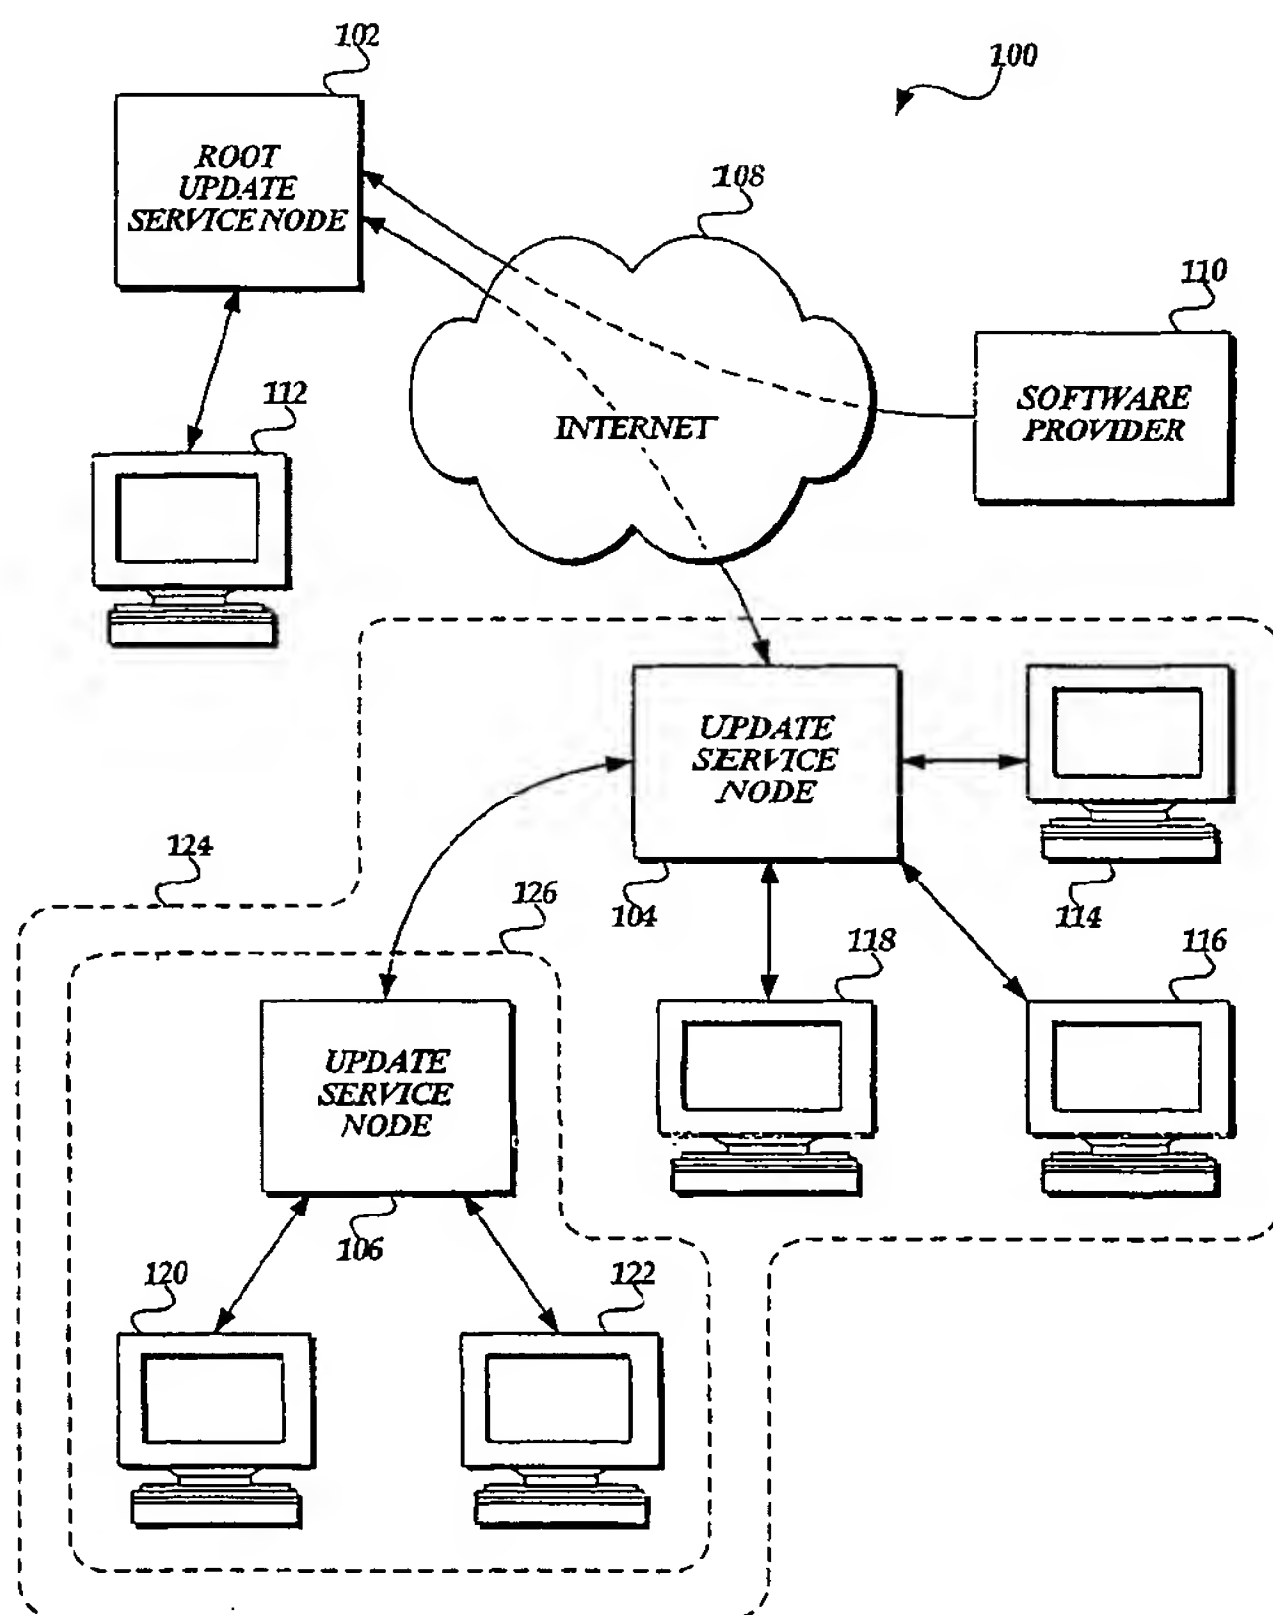 102
100
ROOT
UPDATE
SERVICE NODE
108
110
SOFTWARE
PROVIDER
INTERNET
112
UPDATE
SERVICE
NODE
124
126
104
114
118
116
UPDATE
SERVICE
NODE
106
120
122